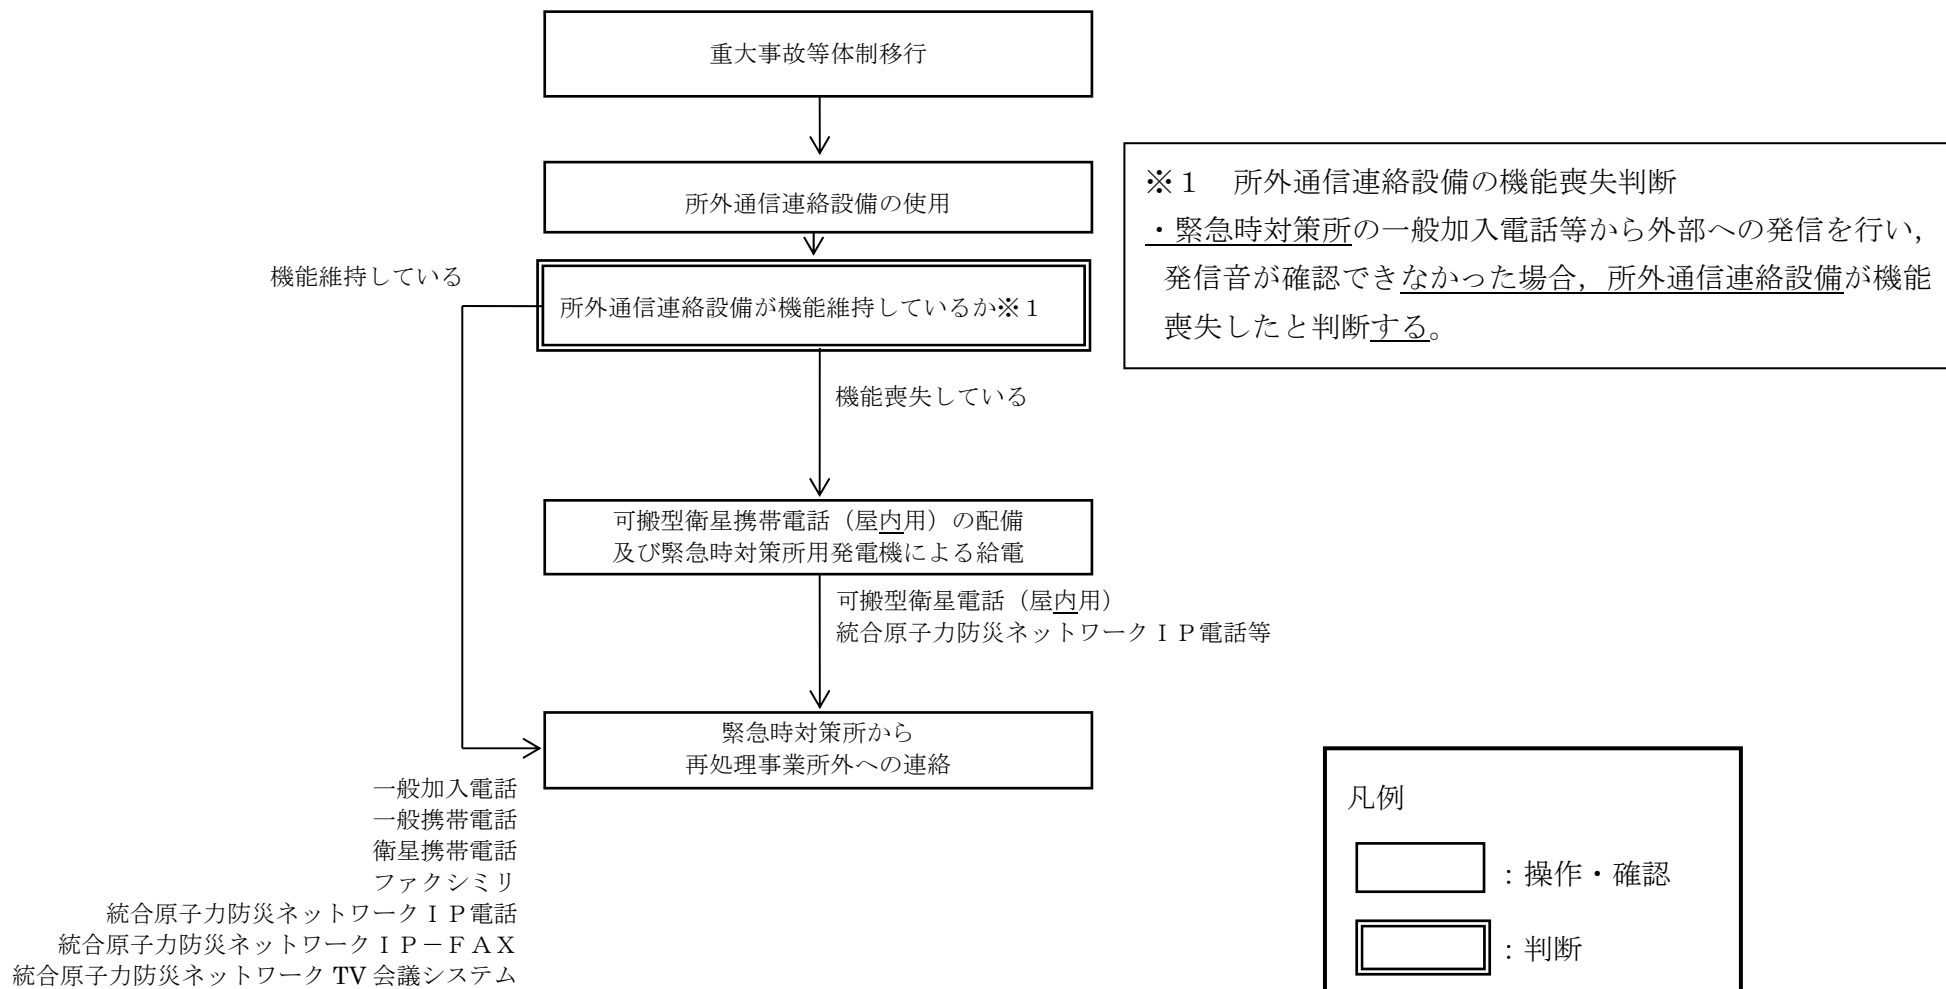 重大事故等体制移行
所外通信連絡設備の使用
※１　所外通信連絡設備の機能喪失判断
・緊急時対策所の一般加入電話等から外部への発信を行い，
発信音が確認できなかった場合，所外通信連絡設備が機能
喪失したと判断する。
機能維持している
所外通信連絡設備が機能維持しているか※１
機能喪失している
可搬型衛星携帯電話（屋内用）の配備
及び緊急時対策所用発電機による給電
可搬型衛星電話（屋内用）
統合原子力防災ネットワークＩＰ電話等
緊急時対策所から
再処理事業所外への連絡
一般加入電話
一般携帯電話
衛星携帯電話
ファクシミリ
統合原子力防災ネットワークＩＰ電話
統合原子力防災ネットワークＩＰ－ＦＡＸ
統合原子力防災ネットワーク TV 会議システム
凡例
：操作・確認
：判断